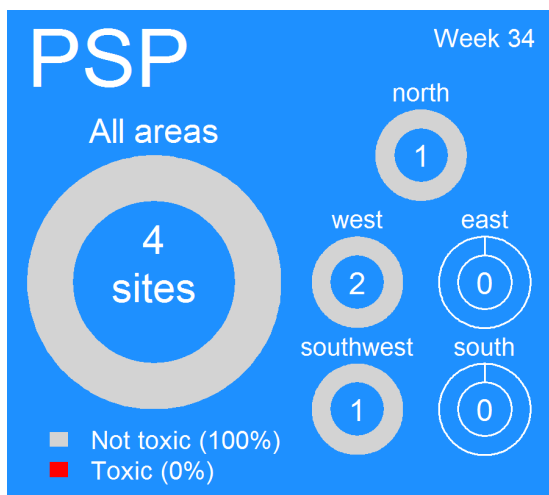 PSP
Week 34
All areas
4
sites
north
1
west
2
east
0
southwest
1
south
0
Not toxic (100%)
Toxic (0%)